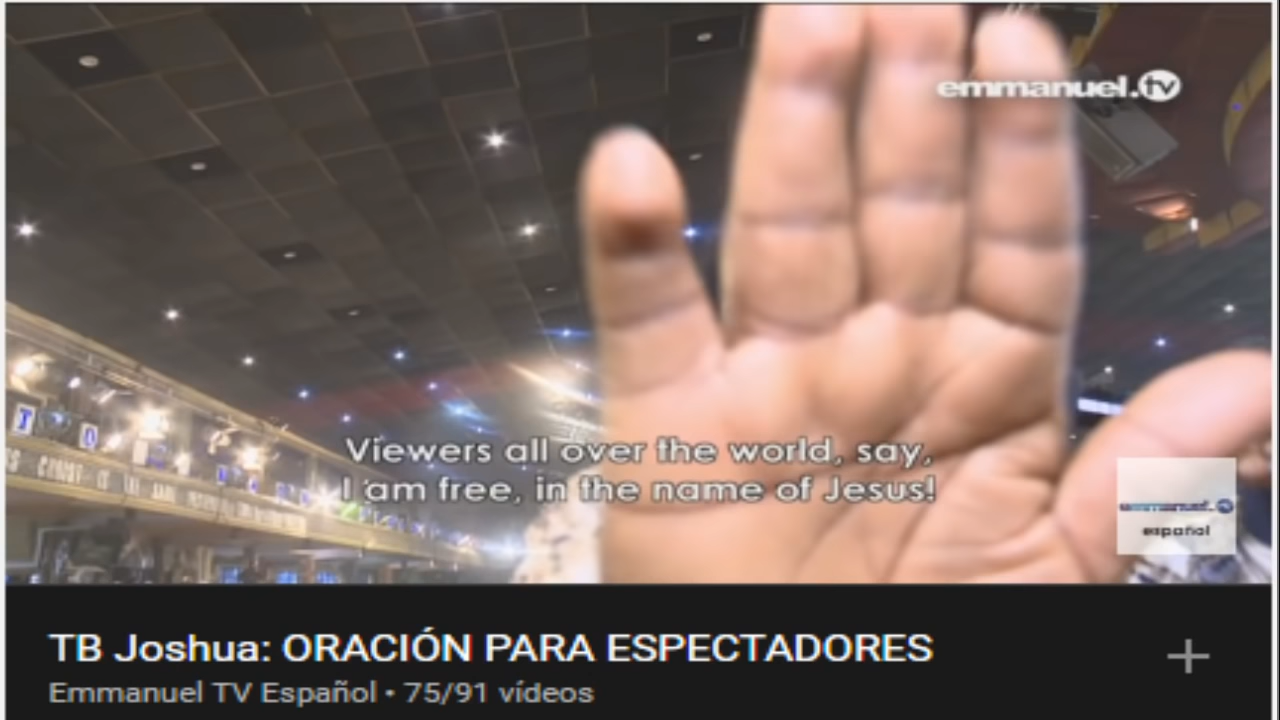 emmanuel.tv
Viewers all over the world, say,
I am free, in the name of Jesus!
emmanuel.tv
español
TB Joshua: ORACIÓN PARA ESPECTADORES
Emmanuel TV Español • 75/91 vídeos